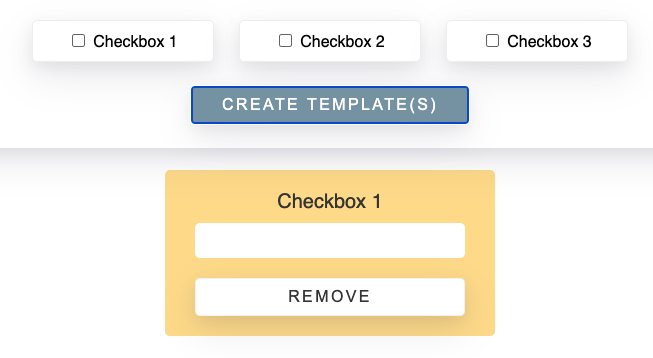 Checkbox 1 Checkbox 2 Checkbox 3
CREATE TEMPLATE(S)
Checkbox 1
REMOVE